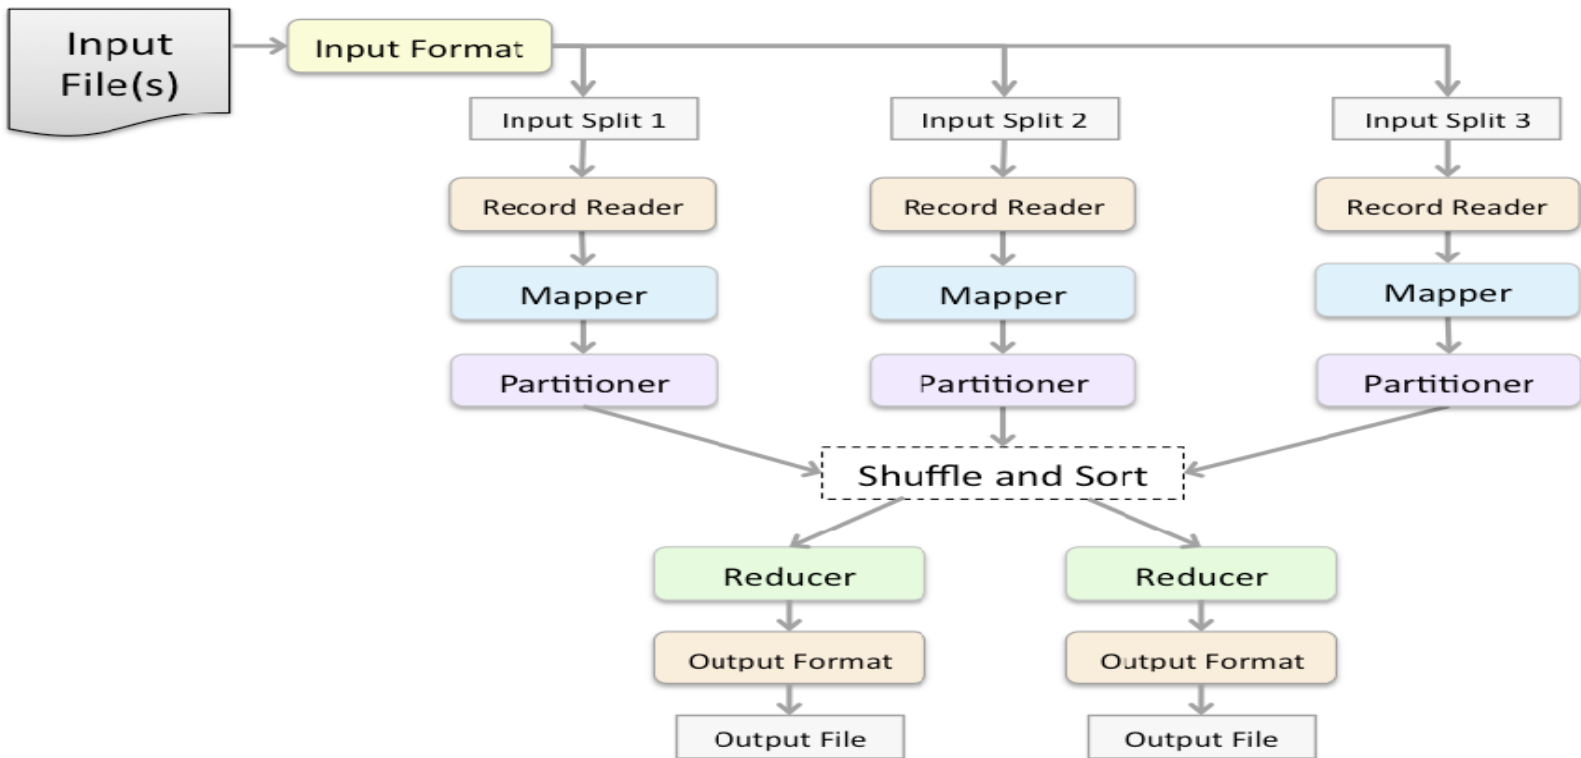 Input
File(s)
Input Format
Input Split 1
Input Split 2
Input Split 3
Record Reader
Record Reader
Record Reader
Mapper
Mapper
Mapper
Partitioner
Partitioner
Partitioner
Shuffle and Sort
Reducer
Reducer
Output Format
Output Format
Output File
Output File